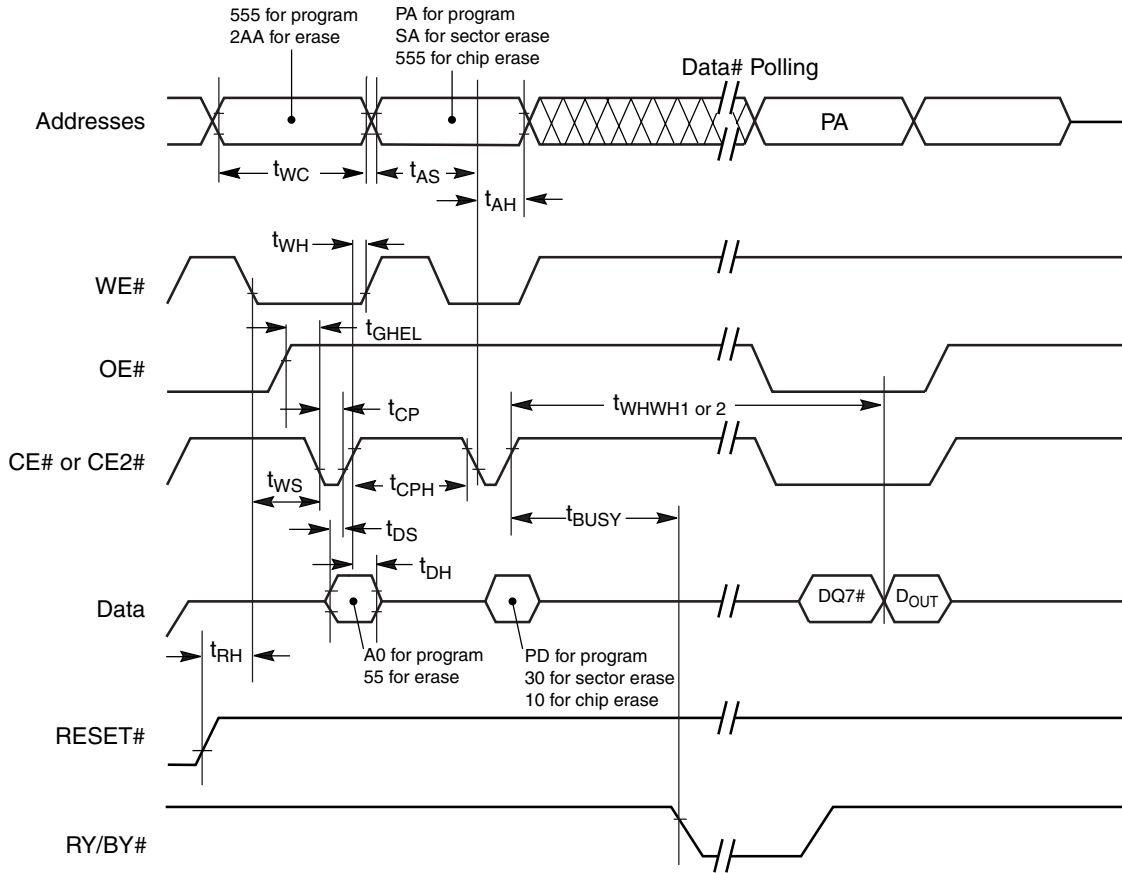 555 for program
2AA for erase
PA for program
SA for sector erase
555 for chip erase
Data# Polling
Addresses
PA
tWC
tAS
tAH
tWH
WE#
tGHEL
OE#
tCP
tWHWH1 or 2
CE# or CE2#
tWS
tCPH
tBUSY
tDS
tDH
Data
DQ7#
DOUT
tRH
A0 for program
55 for erase
PD for program
30 for sector erase
10 for chip erase
RESET#
RY/BY#